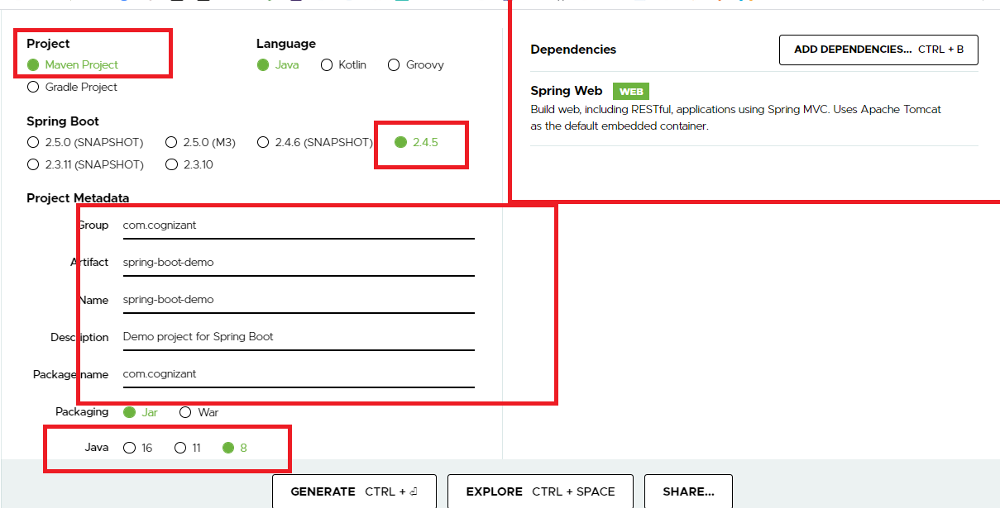 Project
Maven Project
Gradle Project
Language
Java Kotlin Groovy
Spring Boot
2.5.0 (SNAPSHOT) 2.5.0 (M3) 2.4.6 (SNAPSHOT) 2.4.5
2.3.11 (SNAPSHOT) 2.3.10
Project Metadata
Group com.cognizant
Artifact spring-boot-demo
Name spring-boot-demo
Description Demo project for Spring Boot
Package name com.cognizant
Packaging Jar War
Java 16 11 8
Dependencies
ADD DEPENDENCIES... CTRL + B
Spring Web WEB
Build web, including RESTful, applications using Spring MVC. Uses Apache Tomcat
as the default embedded container.
GENERATE CTRL + ⏎
EXPLORE CTRL + SPACE
SHARE...